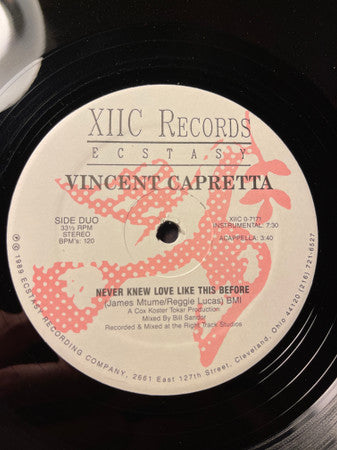 XIIC RECORDS
ECSTASY
VINCENT CAPRETTA
SIDE DUO
33⅓ RPM
STEREO
BPM's: 120
XIIC 0-7171
INSTRUMENTAL: 7:30
ACAPPELLA: 3:40
NEVER KNEW LOVE LIKE THIS BEFORE
(James Mtume/Reggie Lucas) BMI
A Cox Koster Tokar Production
Mixed By Bill Santor
Recorded & Mixed at the Right Track Studios
℗ © 1989 ECSTASY RECORDING COMPANY, 2661 East 127th Street, Cleveland, Ohio 44120 (216) 721-6527